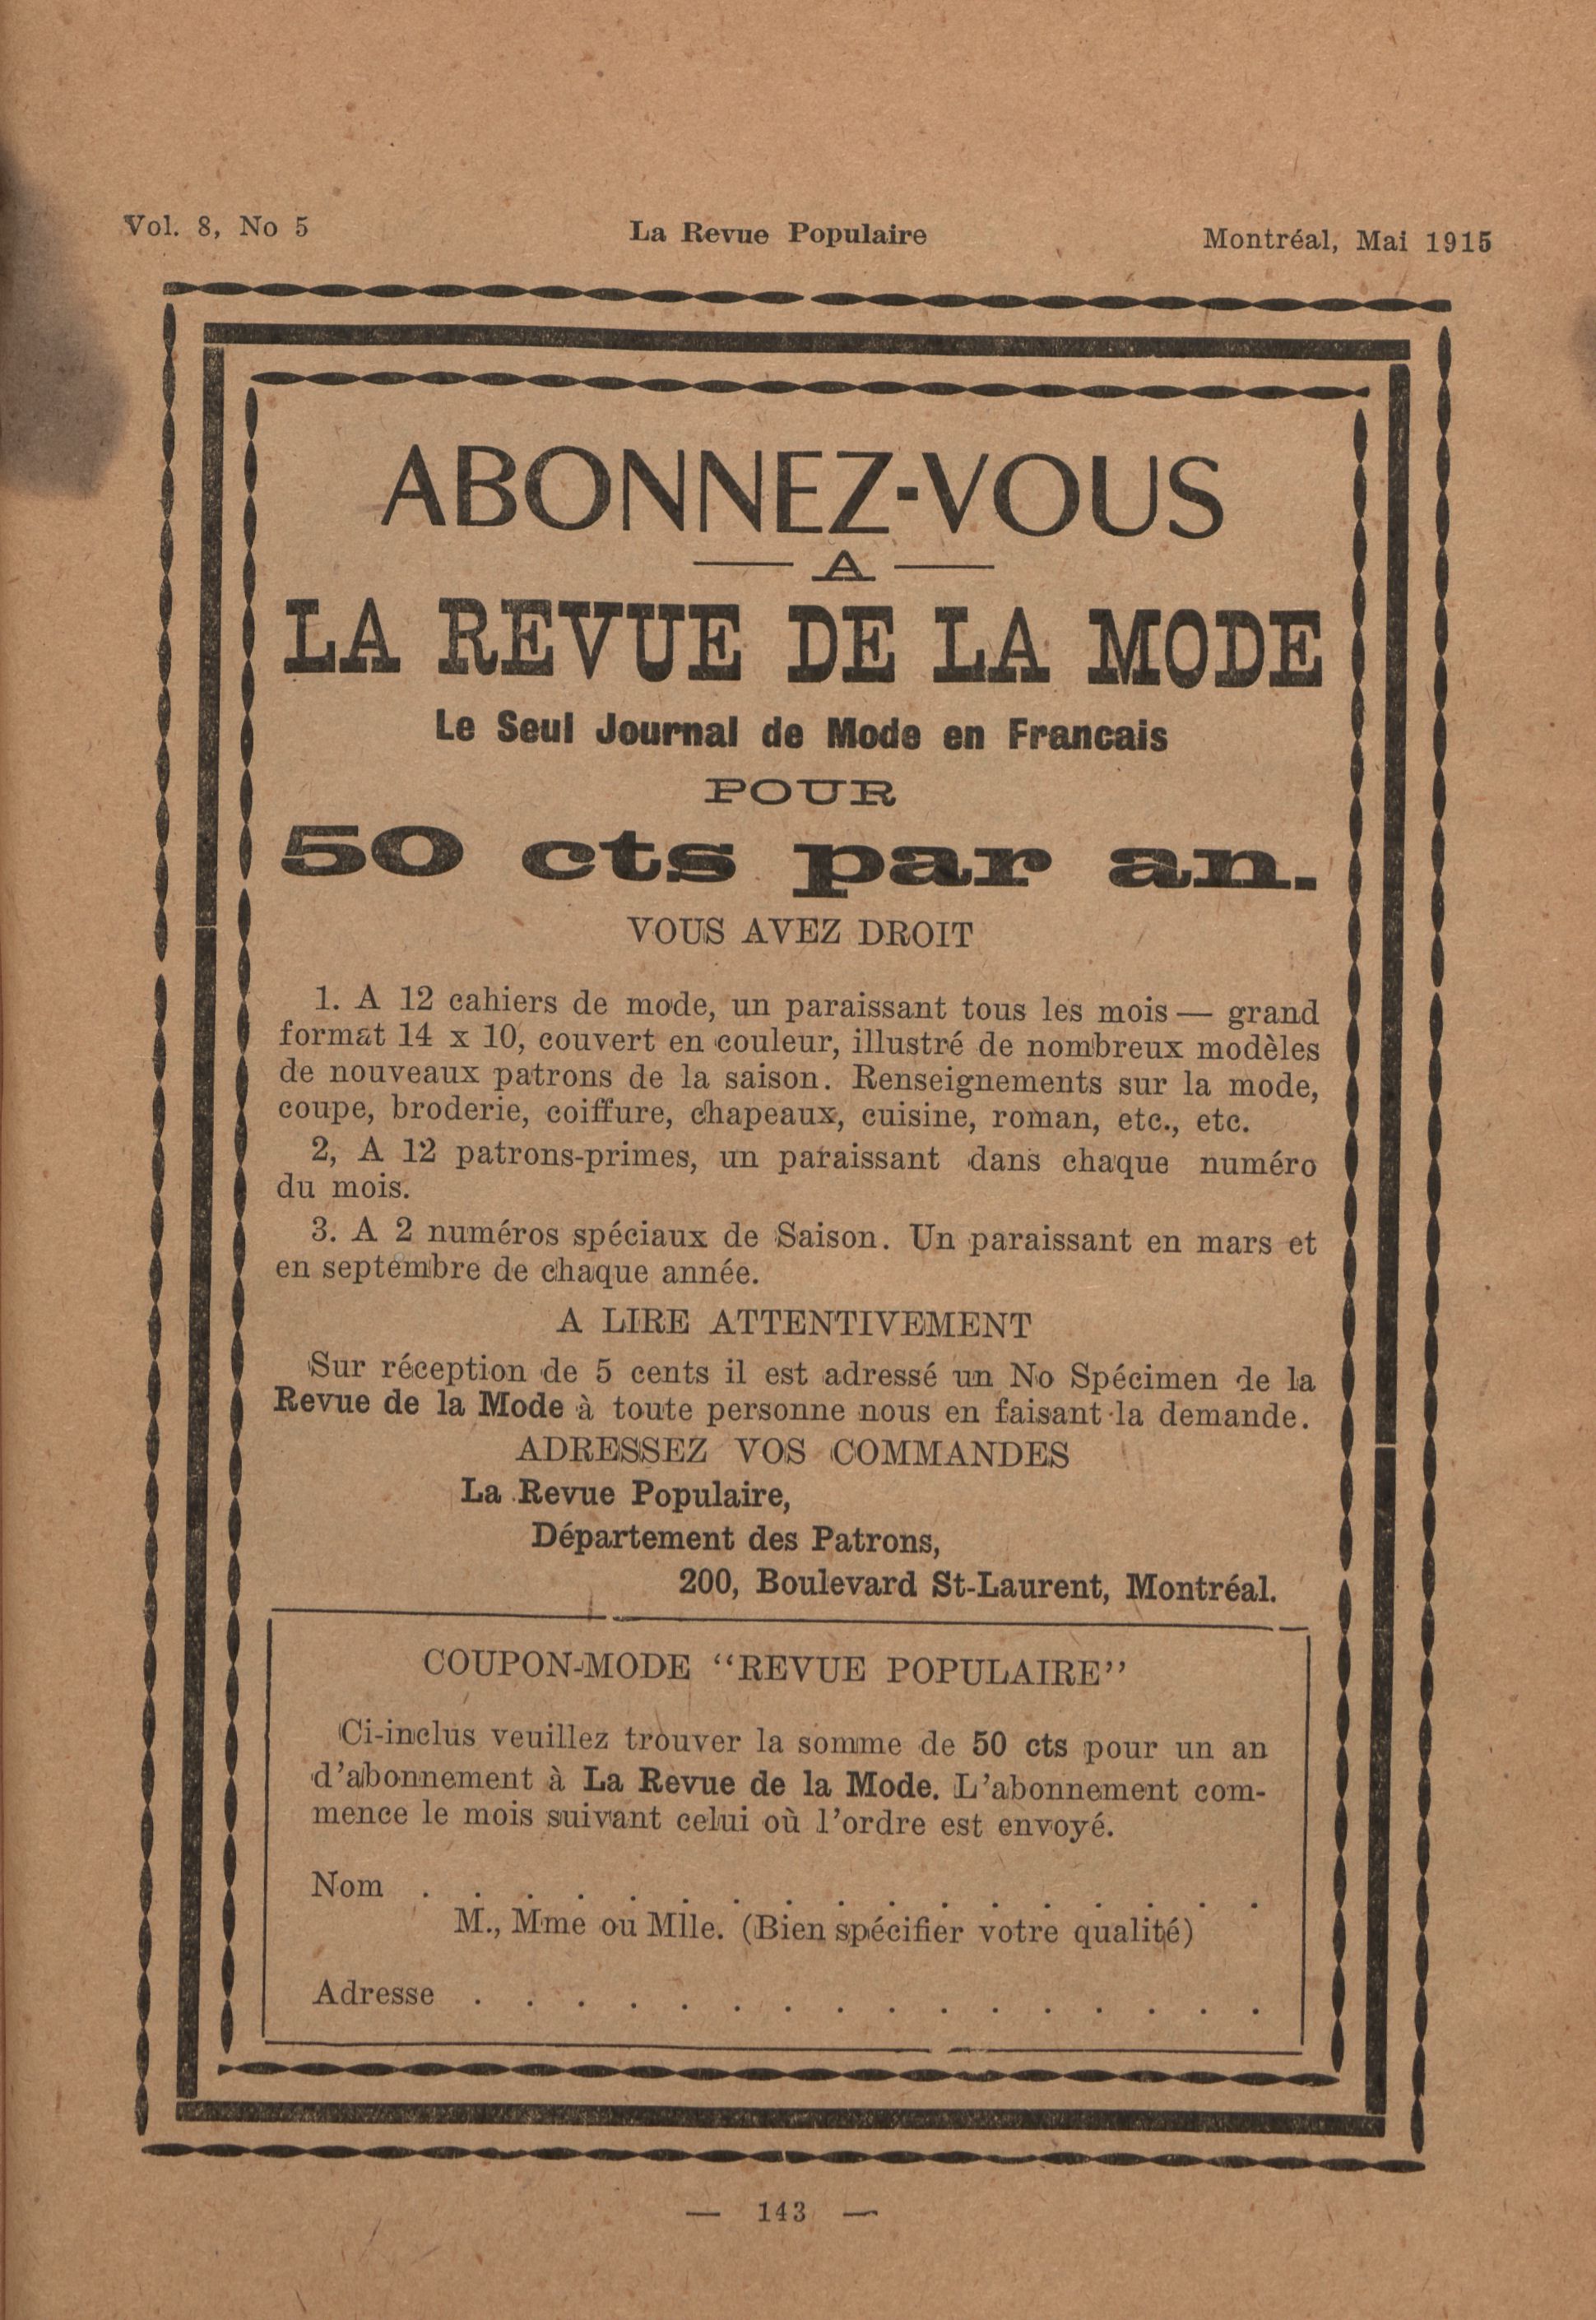 Vol. 8, No 5 La Revue Populaire Montréal, Mai 1915
ABONNEZ-VOUS
— A —
LA REVUE DE LA MODE
Le Seul Journal de Mode en Francais
POUR
50 cts par an.
VOUS AVEZ DROIT
1. A 12 cahiers de mode, un paraissant tous les mois — grand
format 14 x 10, couvert en couleur, illustré de nombreux modèles
de nouveaux patrons de la saison. Renseignements sur la mode,
coupe, broderie, coiffure, chapeaux, cuisine, roman, etc., etc.
2, A 12 patrons-primes, un paraissant dans chaque numéro
du mois.
3. A 2 numéros spéciaux de Saison. Un paraissant en mars et
en septembre de chaque année.
A LIRE ATTENTIVEMENT
Sur réception de 5 cents il est adressé un No Spécimen de la
Revue de la Mode à toute personne nous en faisant la demande.
ADRESSEZ VOS COMMANDES
La Revue Populaire,
Département des Patrons,
200, Boulevard St-Laurent, Montréal.
COUPON-MODE "REVUE POPULAIRE"
Ci-inclus veuillez trouver la somme de 50 cts pour un an
d'abonnement à La Revue de la Mode. L'abonnement com-
mence le mois suivant celui où l'ordre est envoyé.
Nom . . . . . . . . . . . . . . . . .
M., Mme ou Mlle. (Bien spécifier votre qualité)
Adresse . . . . . . . . . . . . . . . .
— 143 —